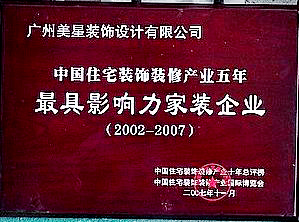 广州美星装饰设计有限公司
中国住宅装饰装修产业五年
最具影响力家装企业
(2002-2007)
中国住宅装饰装修产业十年总评榜
中国住宅装饰装修产业国际博览会
二00七年十一月